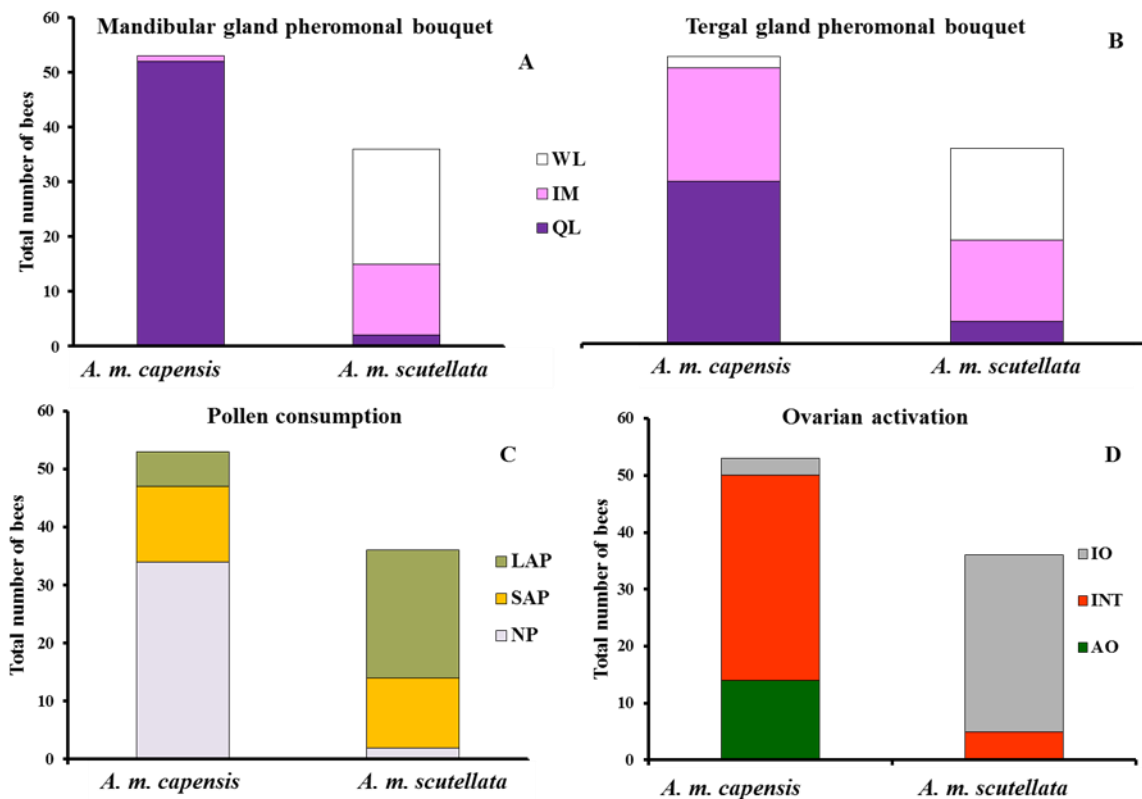 Mandibular gland pheromonal bouquet
A
Total number of bees
60
50
40
30
20
10
0
A. m. capensis
A. m. scutellata
WL
IM
QL
Tergal gland pheromonal bouquet
B
A. m. capensis
A. m. scutellata
Pollen consumption
C
Total number of bees
60
50
40
30
20
10
0
A. m. capensis
A. m. scutellata
LAP
SAP
NP
Ovarian activation
D
Total number of bees
60
50
40
30
20
10
0
A. m. capensis
A. m. scutellata
IO
INT
AO